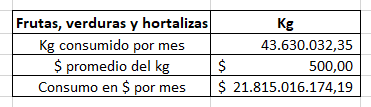 Frutas, verduras y hortalizas Kg
Kg consumido por mes 43.630.032,35
$ promedio del kg $ 500,00
Consumo en $ por mes $ 21.815.016.174,19